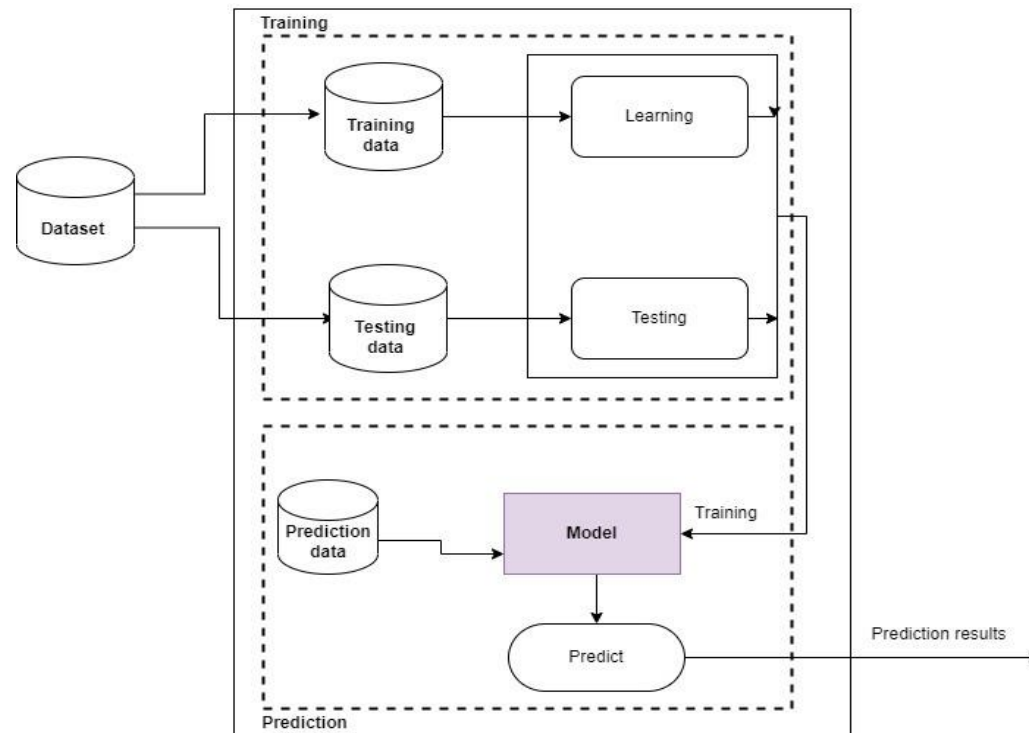 Training
Training
data
Learning
Dataset
Testing
data
Testing
Prediction
data
Model
Training
Predict
Prediction results
Prediction